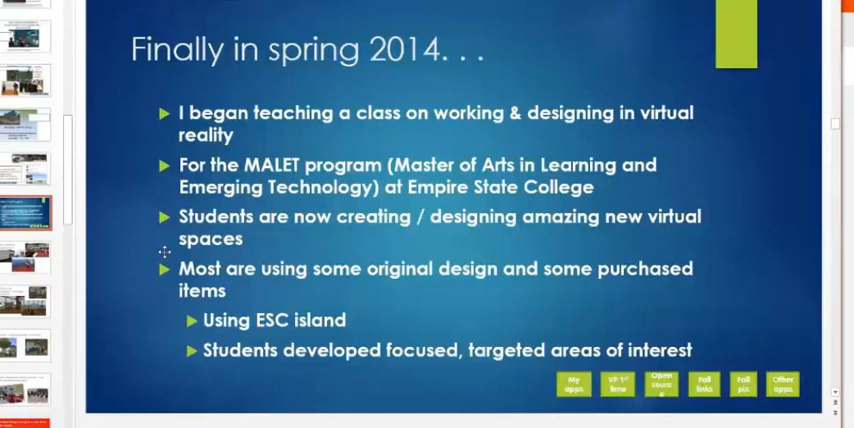 Finally in spring 2014. . .
I began teaching a class on working & designing in virtual
reality
For the MALET program (Master of Arts in Learning and
Emerging Technology) at Empire State College
Students are now creating / designing amazing new virtual
spaces
Most are using some original design and some purchased
items
Using ESC island
Students developed focused, targeted areas of interest
My
apps
VF 1st
time
Open
sourc
e
Fall
links
Fall
pix
Other
apps